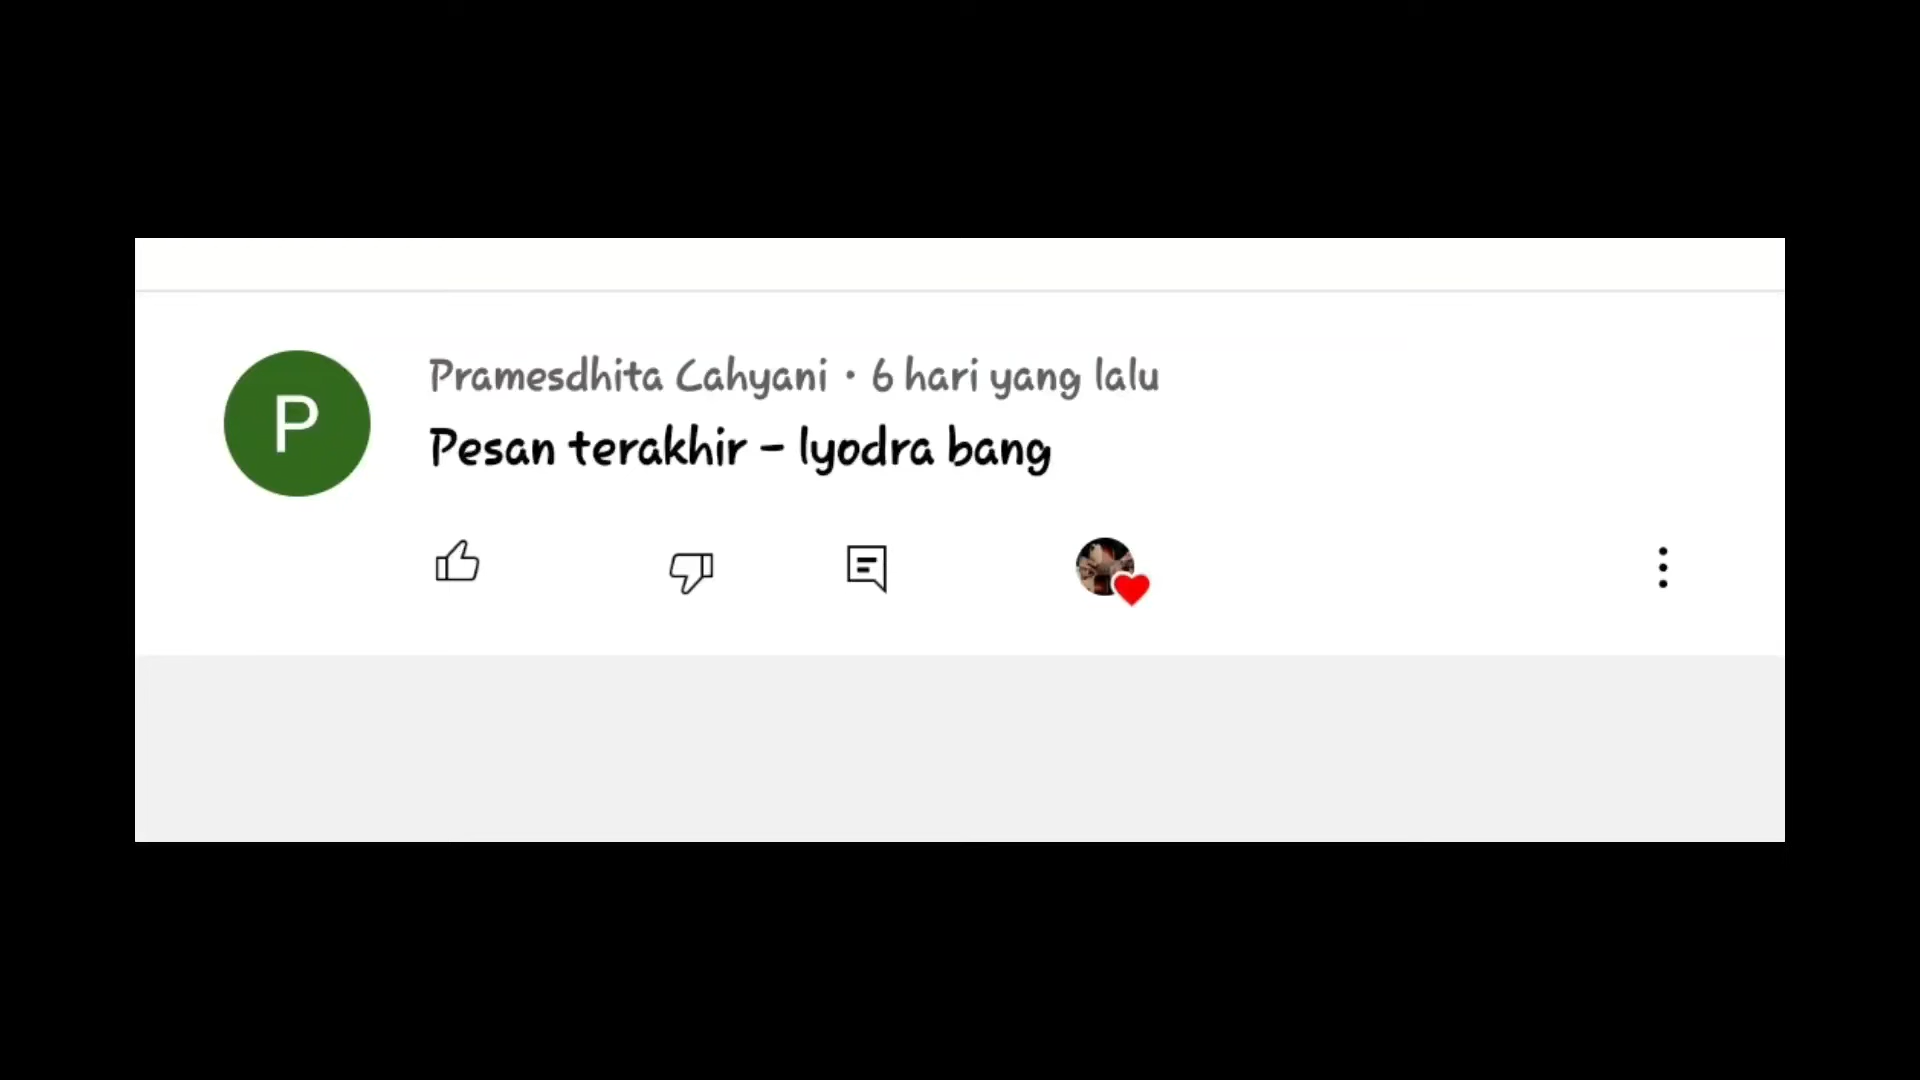 P
Pramesdhita Cahyani • 6 hari yang lalu
Pesan terakhir - lyodra bang